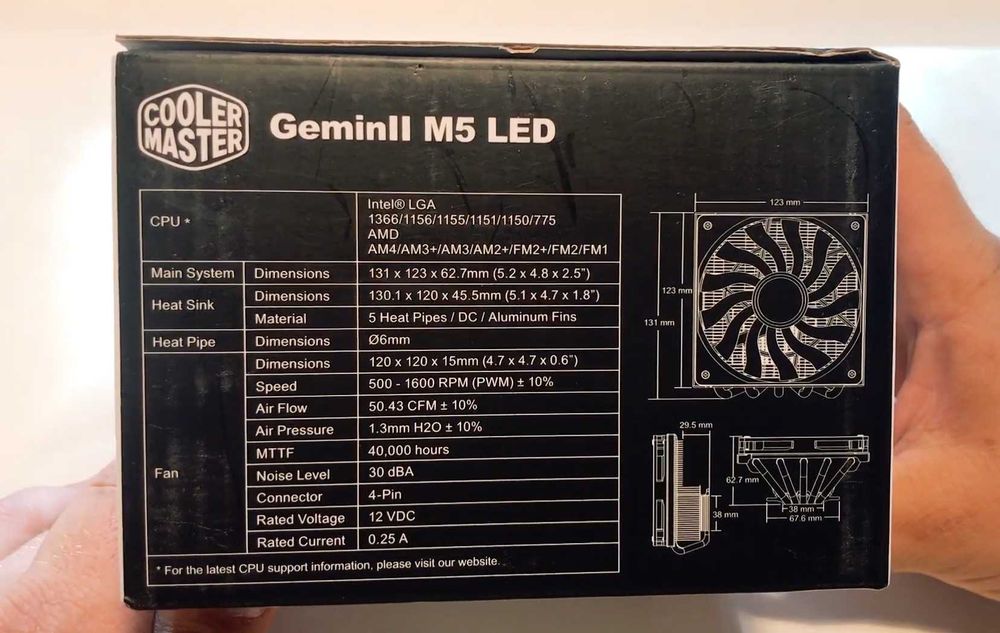 COOLER
MASTER
GeminII M5 LED
CPU *
Intel® LGA
1366/1156/1155/1151/1150/775
AMD
AM4/AM3+/AM3/AM2+/FM2+/FM2/FM1
Main System Dimensions 131 x 123 x 62.7mm (5.2 x 4.8 x 2.5")
Heat Sink
Dimensions 130.1 x 120 x 45.5mm (5.1 x 4.7 x 1.8")
Material 5 Heat Pipes / DC / Aluminum Fins
Heat Pipe Dimensions Ø6mm
Fan
Dimensions 120 x 120 x 15mm (4.7 x 4.7 x 0.6")
Speed 500 - 1600 RPM (PWM) ± 10%
Air Flow 50.43 CFM ± 10%
Air Pressure 1.3mm H2O ± 10%
MTTF 40,000 hours
Noise Level 30 dBA
Connector 4-Pin
Rated Voltage 12 VDC
Rated Current 0.25 A
* For the latest CPU support information, please visit our website.
123 mm
123 mm
131 mm
29.5 mm
38 mm
62.7 mm
38 mm
67.6 mm